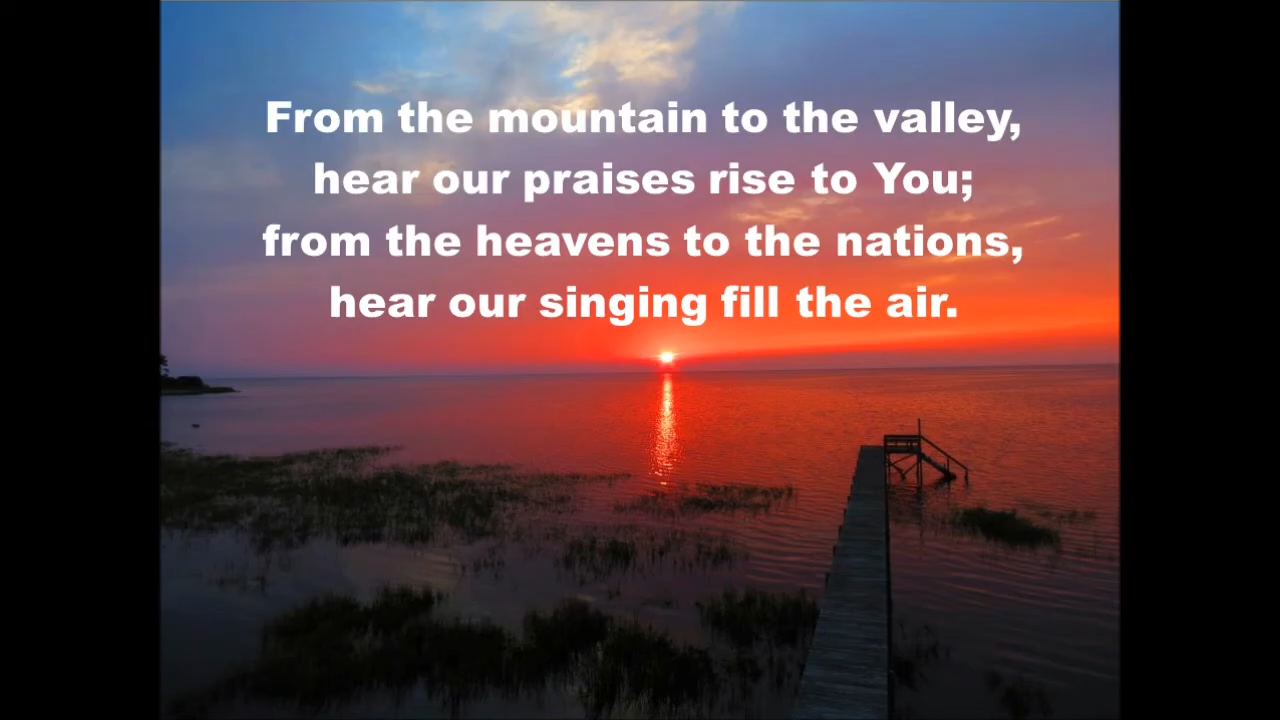 From the mountain to the valley,
hear our praises rise to You;
from the heavens to the nations,
hear our singing fill the air.